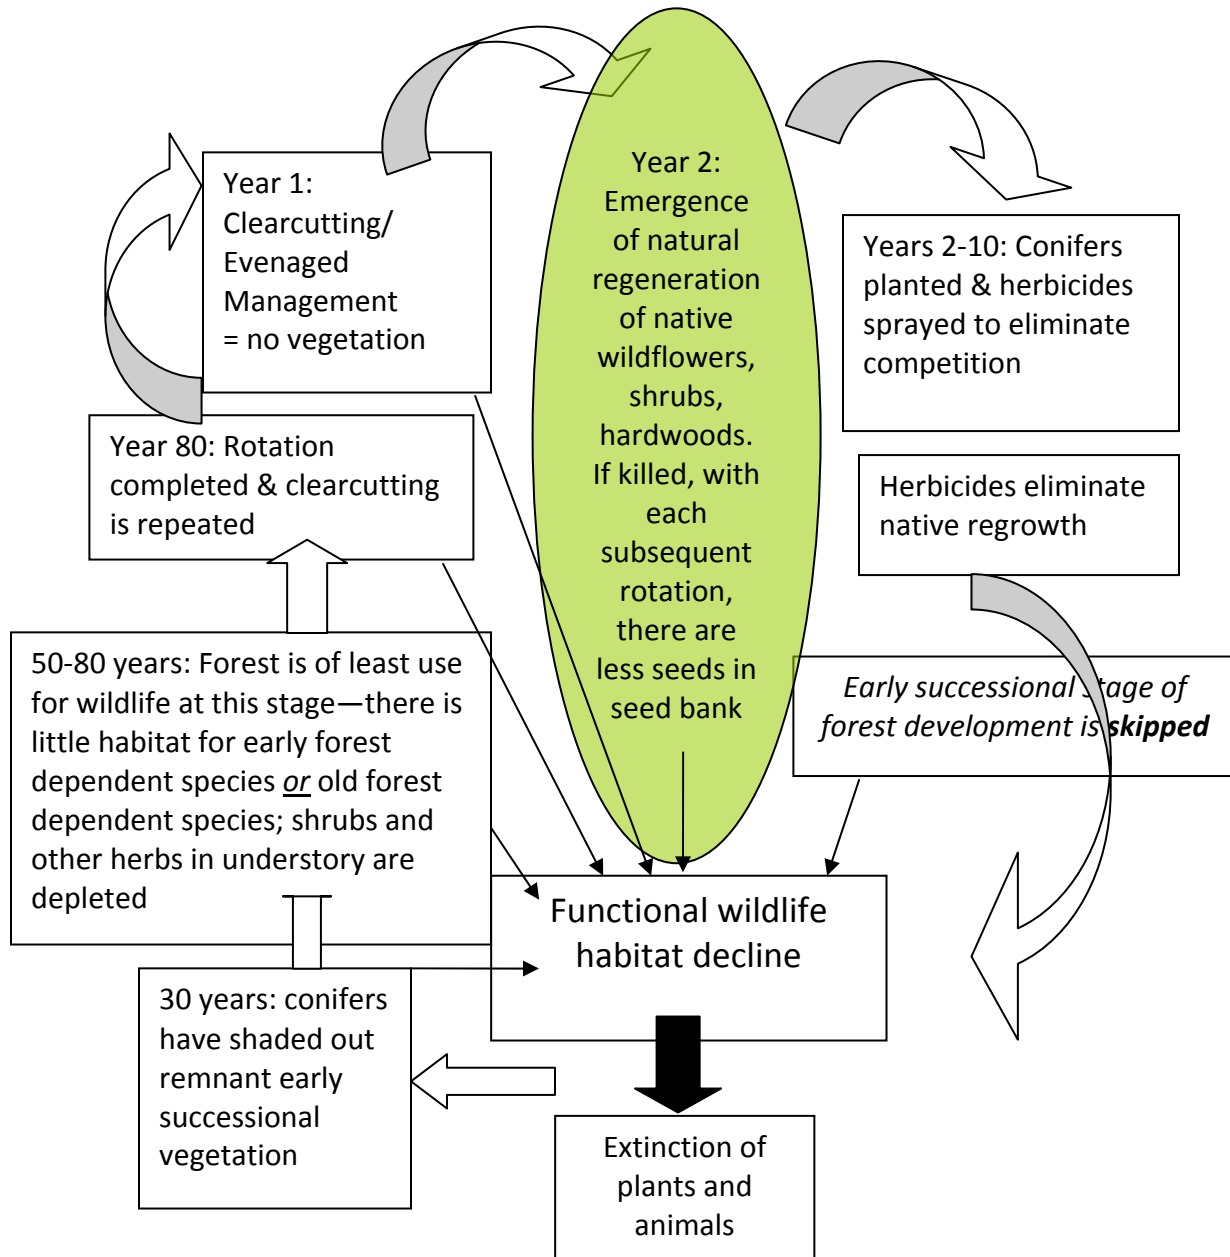 Year 1:
Clearcutting/
Evenaged
Management
= no vegetation
Year 2:
Emergence
of natural
regeneration
of native
wildflowers,
shrubs,
hardwoods.
If killed, with
each
subsequent
rotation,
there are
less seeds in
seed bank
Years 2-10: Conifers
planted & herbicides
sprayed to eliminate
competition
Herbicides eliminate
native regrowth
Early successional stage of
forest development is skipped
Functional wildlife
habitat decline
Extinction of
plants and
animals
30 years: conifers
have shaded out
remnant early
successional
vegetation
50-80 years: Forest is of least use
for wildlife at this stage—there is
little habitat for early forest
dependent species or old forest
dependent species; shrubs and
other herbs in understory are
depleted
Year 80: Rotation
completed & clearcutting
is repeated